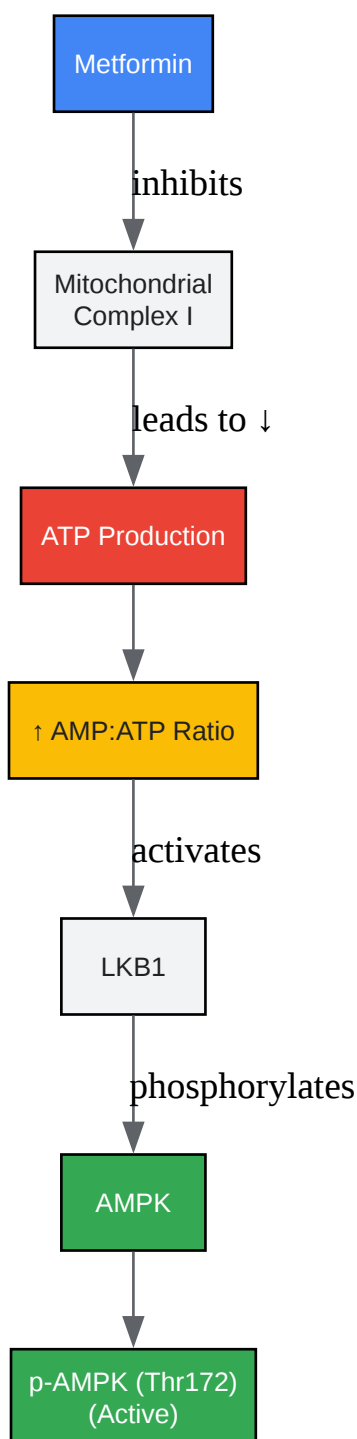 Metformin
inhibits
Mitochondrial
Complex I
leads to ↓
ATP Production
↑ AMP:ATP Ratio
activates
LKB1
phosphorylates
AMPK
p-AMPK (Thr172)
(Active)